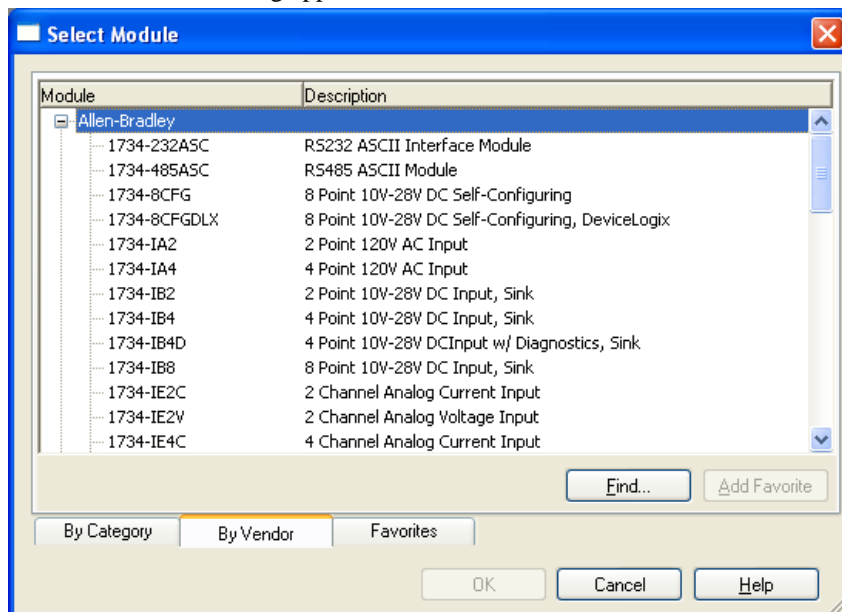 Select Module
Module Description
Allen-Bradley
1734-232ASC RS232 ASCII Interface Module
1734-485ASC RS485 ASCII Module
1734-8CFG 8 Point 10V-28V DC Self-Configuring
1734-8CFGDLX 8 Point 10V-28V DC Self-Configuring, DeviceLogix
1734-IA2 2 Point 120V AC Input
1734-IA4 4 Point 120V AC Input
1734-IB2 2 Point 10V-28V DC Input, Sink
1734-IB4 4 Point 10V-28V DC Input, Sink
1734-IB4D 4 Point 10V-28V DCInput w/ Diagnostics, Sink
1734-IB8 8 Point 10V-28V DC Input, Sink
1734-IE2C 2 Channel Analog Current Input
1734-IE2V 2 Channel Analog Voltage Input
1734-IE4C 4 Channel Analog Current Input
Find... Add Favorite
By Category By Vendor Favorites
OK Cancel Help